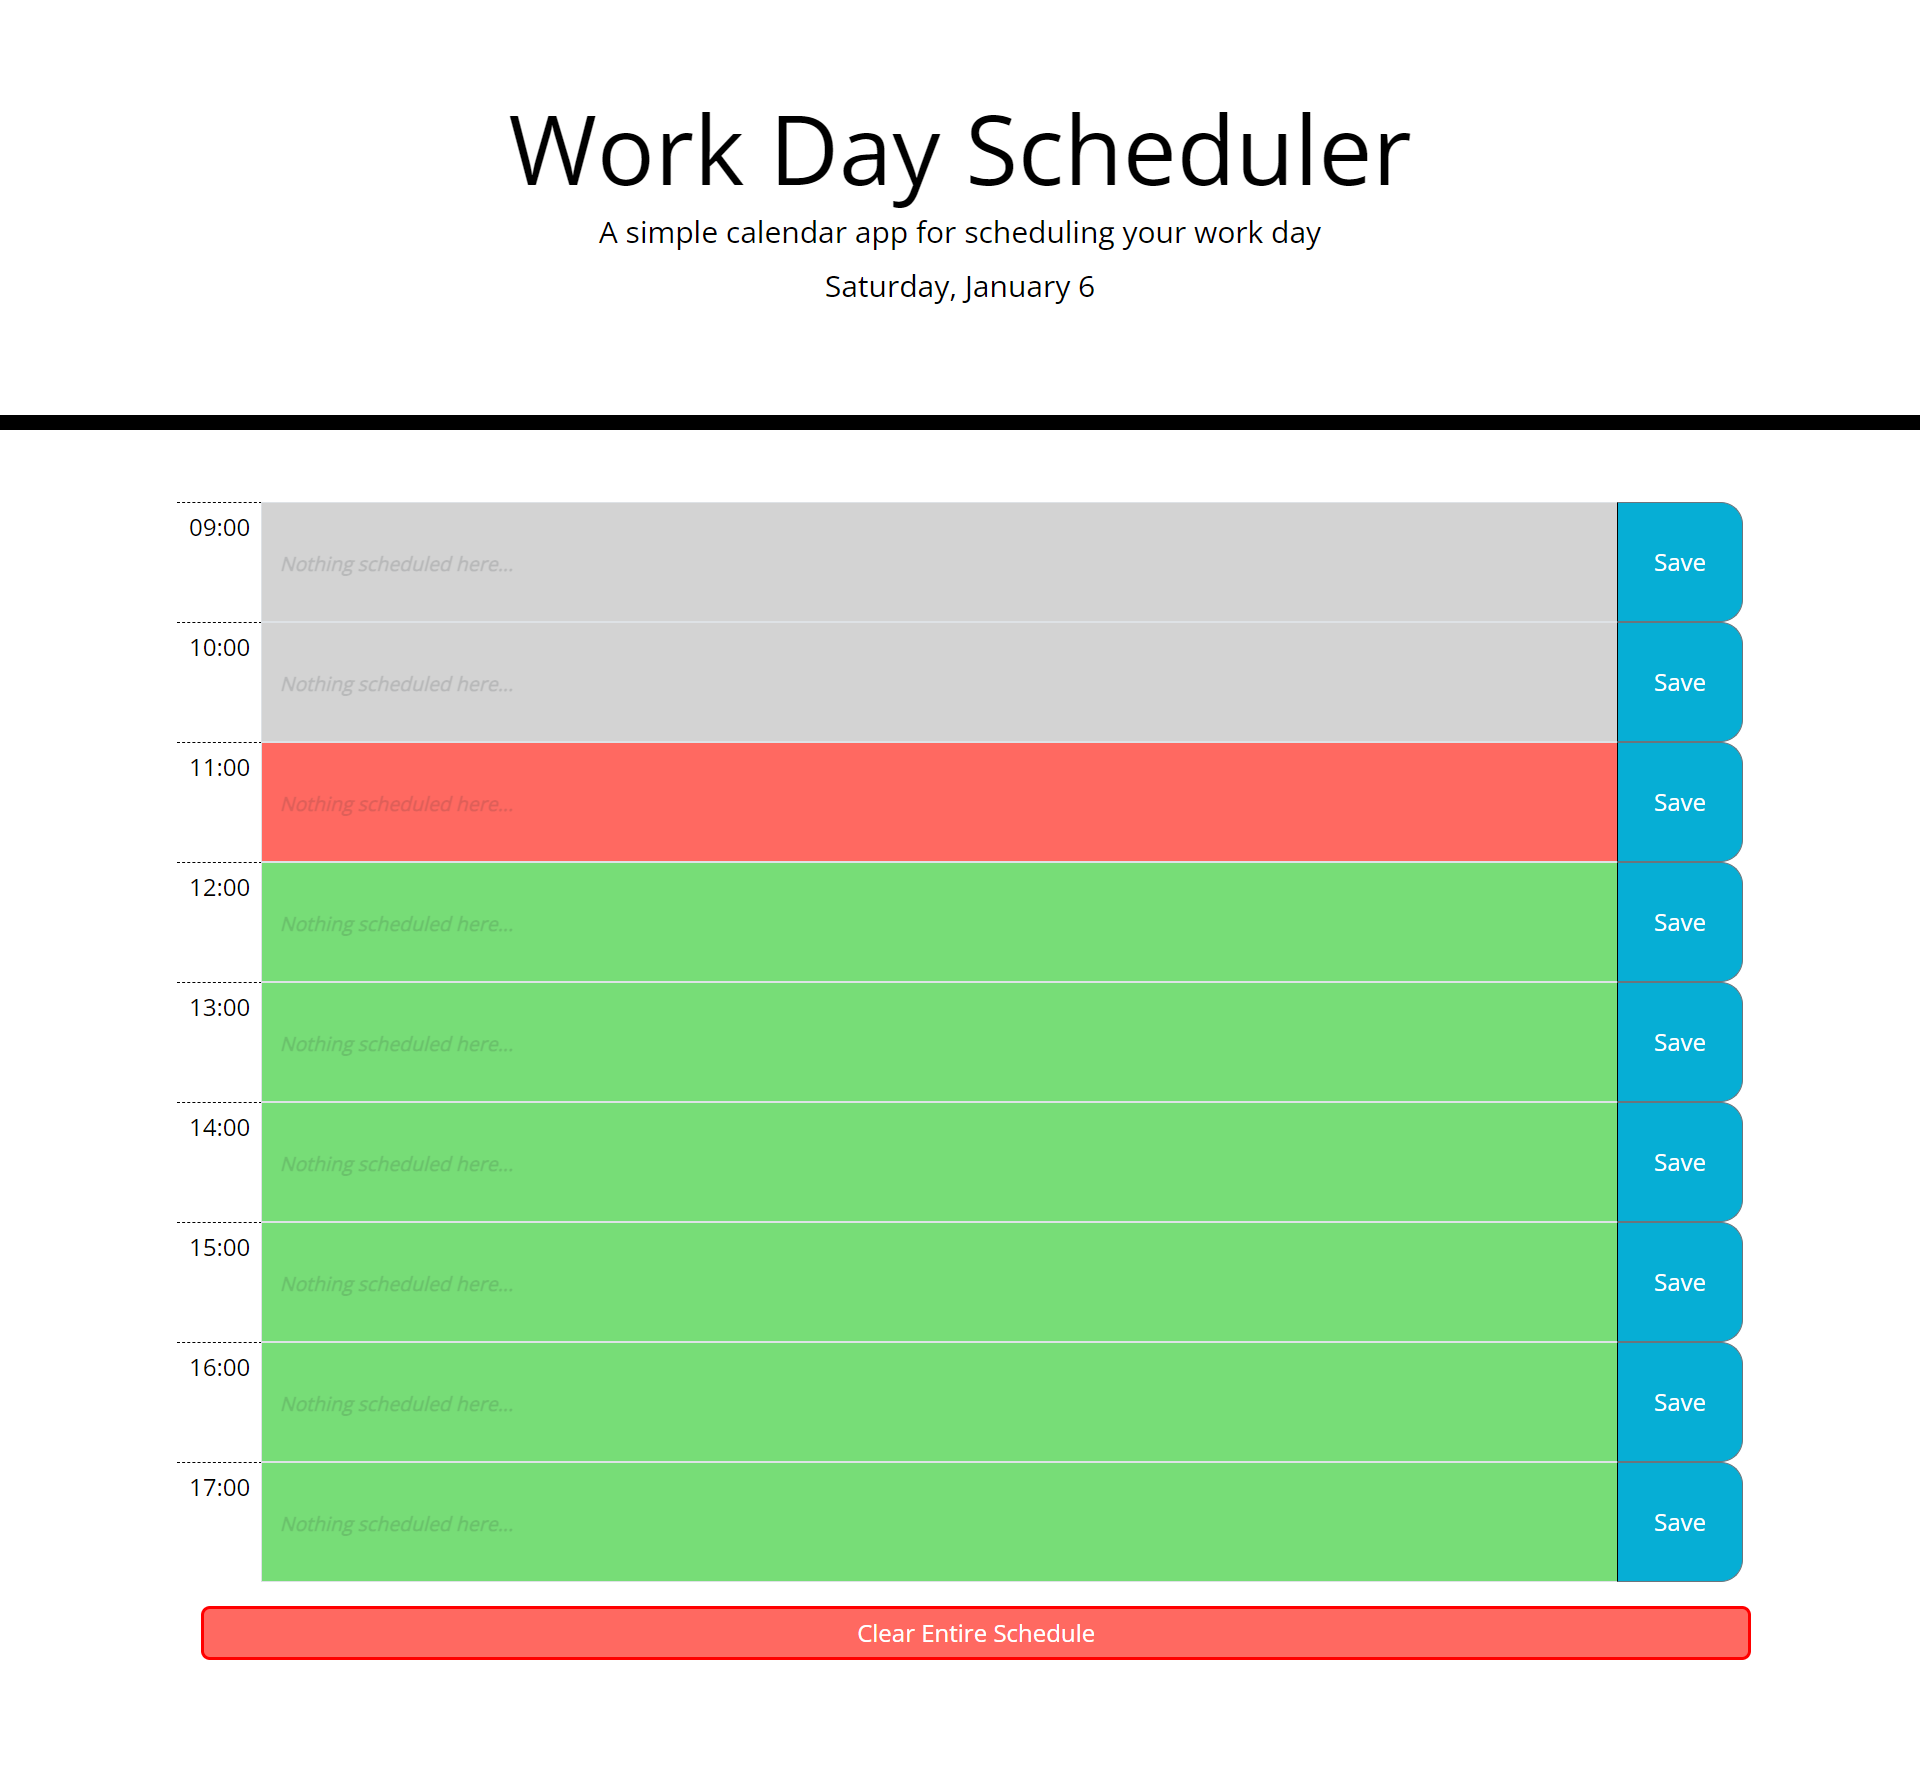 Work Day Scheduler
A simple calendar app for scheduling your work day
Saturday, January 6
09:00
Nothing scheduled here...
Save
10:00
Nothing scheduled here...
Save
11:00
Nothing scheduled here...
Save
12:00
Nothing scheduled here...
Save
13:00
Nothing scheduled here...
Save
14:00
Nothing scheduled here...
Save
15:00
Nothing scheduled here...
Save
16:00
Nothing scheduled here...
Save
17:00
Nothing scheduled here...
Save
Clear Entire Schedule